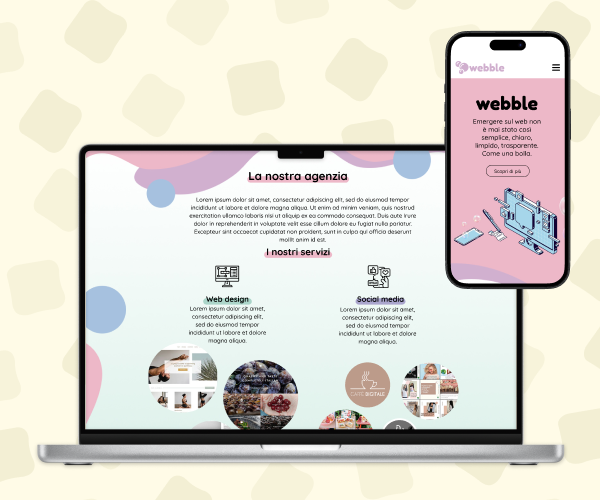 webble
webble
Emergere sul web non
è mai stato così
semplice, chiaro,
limpido, trasparente.
Come una bolla.
Scopri di più
La nostra agenzia
Lorem ipsum dolor sit amet, consectetur adipiscing elit, sed do eiusmod tempor
incididunt ut labore et dolore magna aliqua. Ut enim ad minim veniam, quis nostrud
exercitation ullamco laboris nisi ut aliquip ex ea commodo consequat. Duis aute irure
dolor in reprehenderit in voluptate velit esse cillum dolore eu fugiat nulla pariatur.
Excepteur sint occaecat cupidatat non proident, sunt in culpa qui officia deserunt
mollit anim id est.
I nostri servizi
Web design
Lorem ipsum dolor sit amet,
consectetur adipiscing elit,
sed do eiusmod tempor
incididunt ut labore et dolore
magna aliqua.
Social media
Lorem ipsum dolor sit amet,
consectetur adipiscing elit,
sed do eiusmod tempor
incididunt ut labore et dolore
magna aliqua.